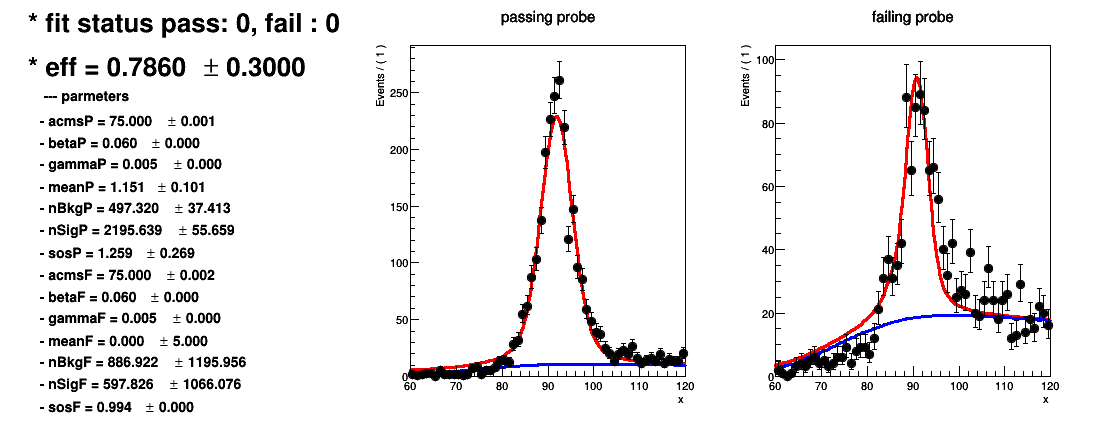 * fit status pass: 0, fail : 0
* eff = 0.7860 ± 0.3000
--- parmeters
- acmsP = 75.000 ± 0.001
- betaP = 0.060 ± 0.000
- gammaP = 0.005 ± 0.000
- meanP = 1.151 ± 0.101
- nBkgP = 497.320 ± 37.413
- nSigP = 2195.639 ± 55.659
- sosP = 1.259 ± 0.269
- acmsF = 75.000 ± 0.002
- betaF = 0.060 ± 0.000
- gammaF = 0.005 ± 0.000
- meanF = 0.000 ± 5.000
- nBkgF = 886.922 ± 1195.956
- nSigF = 597.826 ± 1066.076
- sosF = 0.994 ± 0.000
passing probe
Events / ( 1 )
250
200
150
100
50
0
60 70 80 90 100 110 120
x
failing probe
Events / ( 1 )
100
80
60
40
20
0
60 70 80 90 100 110 120
x